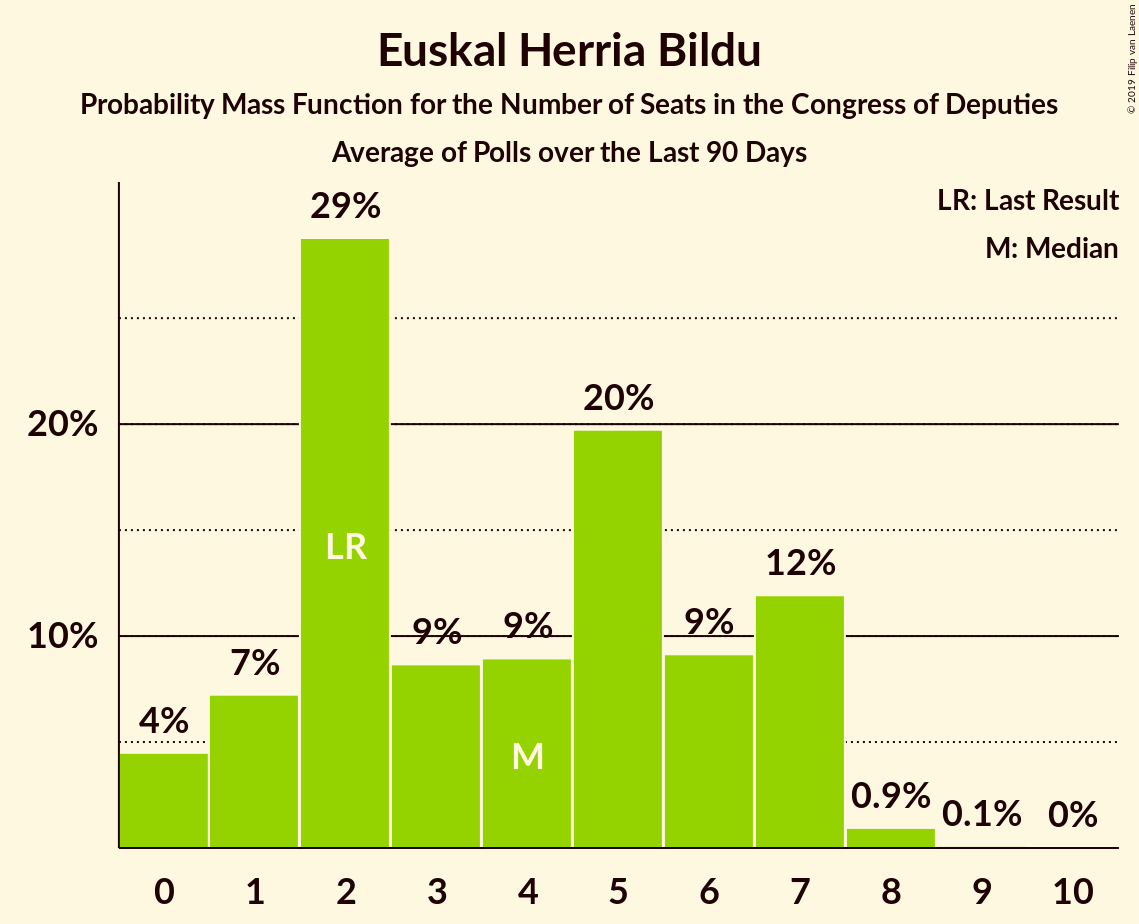 Euskal Herria Bildu
Probability Mass Function for the Number of Seats in the Congress of Deputies
Average of Polls over the Last 90 Days
© 2019 Filip van Laenen
LR: Last Result
M: Median
29%
20%
20%
12%
10%
9%
9%
9%
7%
4%
0.9%
0.1%
0%
LR
M
0 1 2 3 4 5 6 7 8 9 10